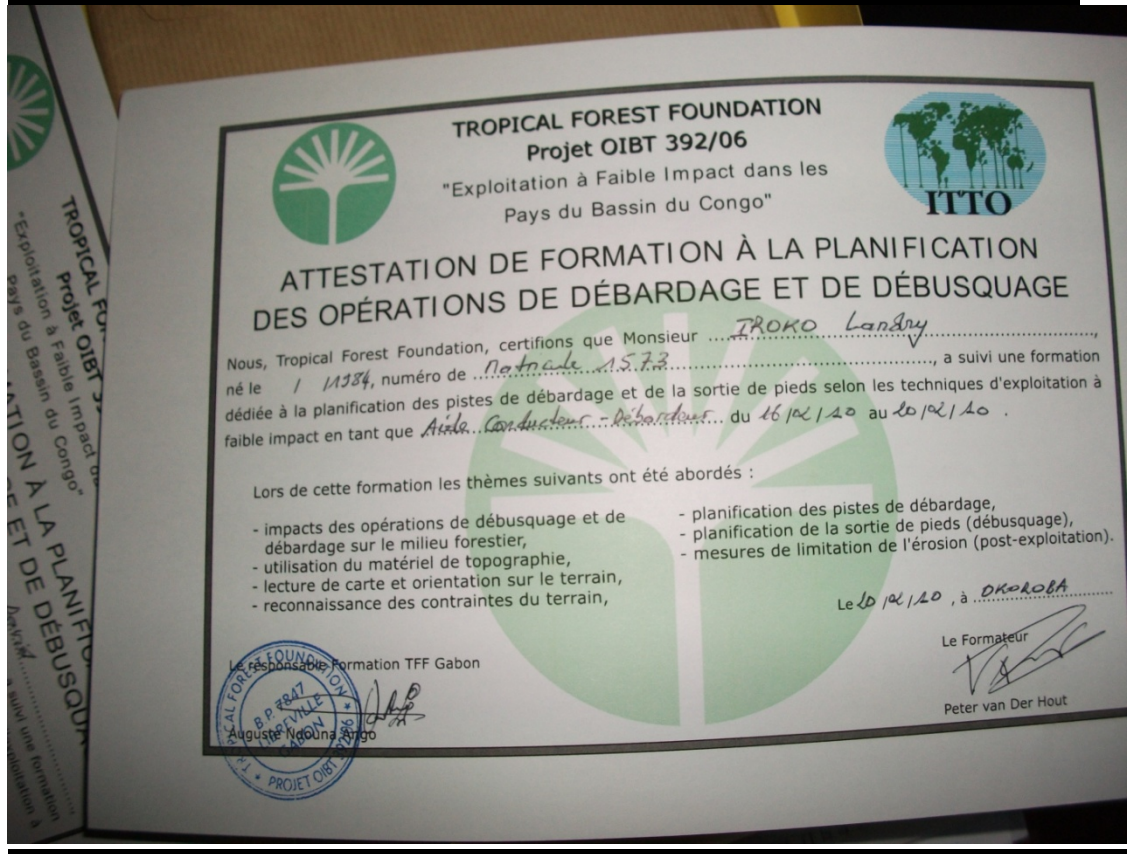 TROPICAL FOREST FOUNDATION
Projet OIBT 392/06
"Exploitation à Faible Impact dans les
Pays du Bassin du Congo"
ITTO
ATTESTATION DE FORMATION À LA PLANIFICATION
DES OPÉRATIONS DE DÉBARDAGE ET DE DÉBUSQUAGE
Nous, Tropical Forest Foundation, certifions que Monsieur IROKO Landry,
né le / /1984, numéro de Matricule 1573, a suivi une formation
dédiée à la planification des pistes de débardage et de la sortie de pieds selon les techniques d'exploitation à
faible impact en tant que Aide Conducteur - Débardeur du 16/02/10 au 20/02/10.
Lors de cette formation les thèmes suivants ont été abordés :
- impacts des opérations de débusquage et de
débardage sur le milieu forestier,
- utilisation du matériel de topographie,
- lecture de carte et orientation sur le terrain,
- reconnaissance des contraintes du terrain,
- planification des pistes de débardage,
- planification de la sortie de pieds (débusquage),
- mesures de limitation de l'érosion (post-exploitation).
Le 20/02/10, à OKOROBA
Le responsable Formation TFF Gabon
Auguste Ndouna Ango
Le Formateur
Peter van Der Hout
TROPICAL FOREST FOUNDATION
B.P. 7847
LIBREVILLE
GABON
PROJET OIBT 392/06
TROPICAL FO
Projet OIBT 3
"Exploitation à Faible Impact da
Pays du Bassin du Congo"
ATION À LA PLANIFI
E ET DE DÉBUSQUA
a suivi une formation
exploitation à